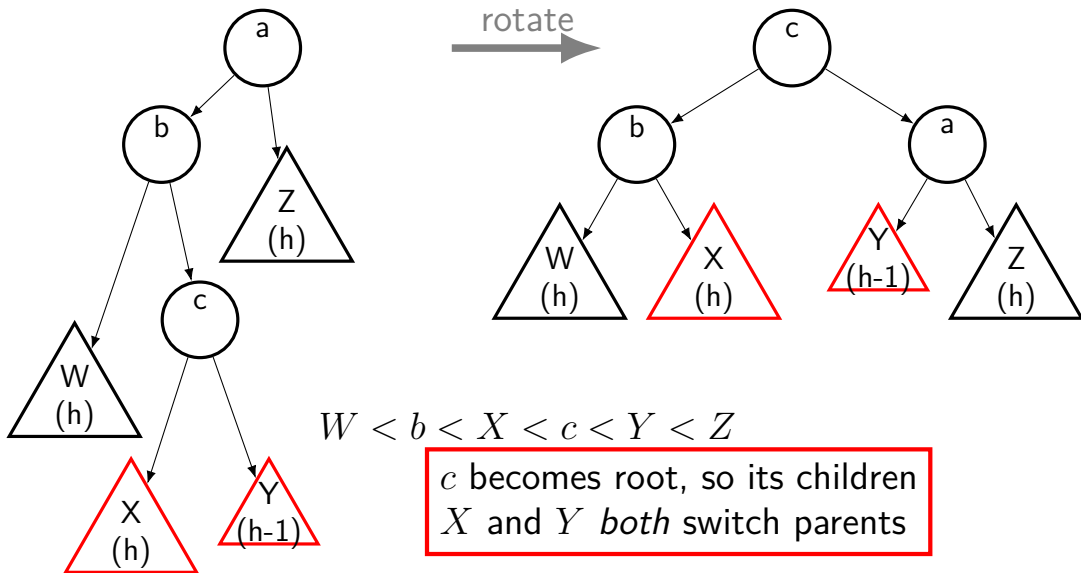 a
rotate
c
b
b
a
Z
(h)
W
(h)
X
(h)
Y
(h-1)
Z
(h)
c
W
(h)
W < b < X < c < Y < Z
X
(h)
Y
(h-1)
c becomes root, so its children
X and Y both switch parents